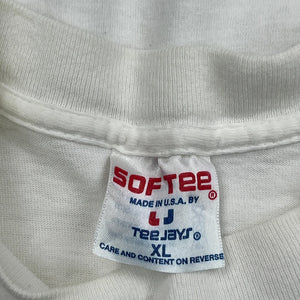 SOFTEE®
MADE IN U.S.A. BY
TEE JAYS®
XL
CARE AND CONTENT ON REVERSE